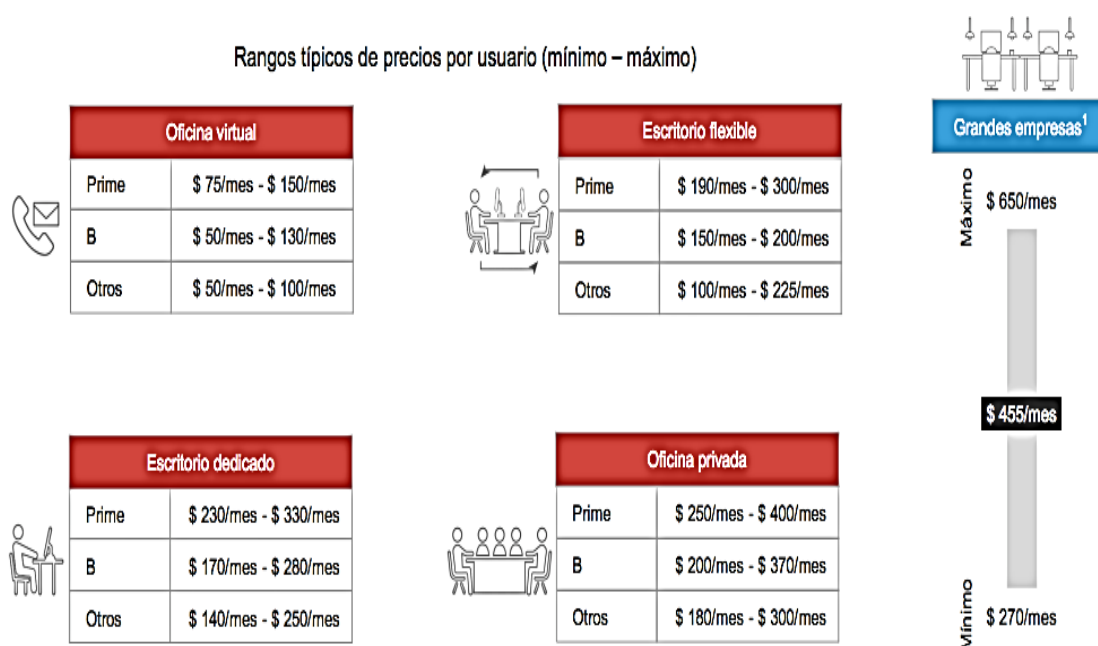 Rangos típicos de precios por usuario (mínimo – máximo)
Oficina virtual
Prime $ 75/mes - $ 150/mes
B $ 50/mes - $ 130/mes
Otros $ 50/mes - $ 100/mes
Escritorio flexible
Prime $ 190/mes - $ 300/mes
B $ 150/mes - $ 200/mes
Otros $ 100/mes - $ 225/mes
Escritorio dedicado
Prime $ 230/mes - $ 330/mes
B $ 170/mes - $ 280/mes
Otros $ 140/mes - $ 250/mes
Oficina privada
Prime $ 250/mes - $ 400/mes
B $ 200/mes - $ 370/mes
Otros $ 180/mes - $ 300/mes
Grandes empresas¹
Máximo
$ 650/mes
$ 455/mes
Mínimo
$ 270/mes